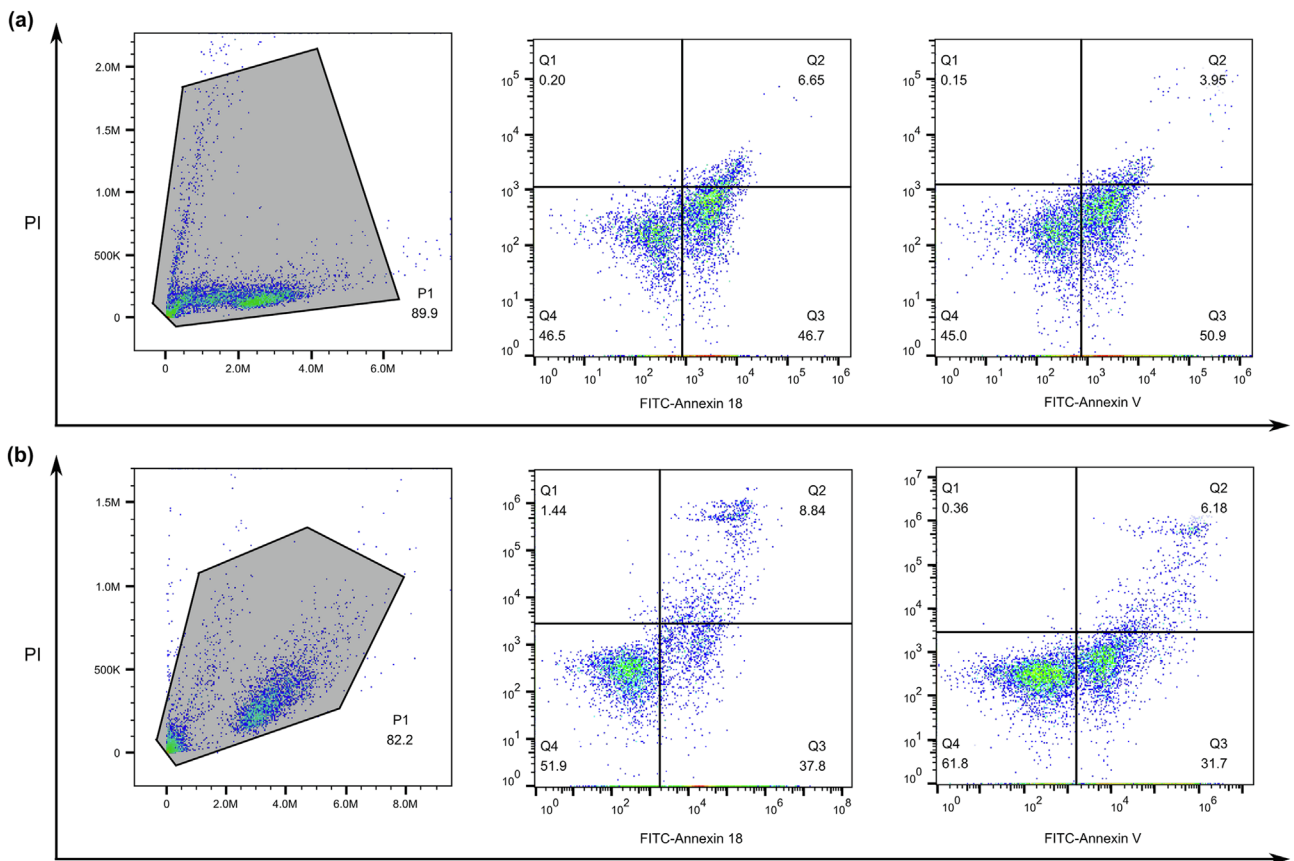 (a)
PI
2.0M
1.5M
1.0M
500K
0
P1
89.9
0 2.0M 4.0M 6.0M
Q1
0.20
Q2
6.65
10^5
10^4
10^3
10^2
10^1
10^0
Q4
46.5
Q3
46.7
10^0 10^1 10^2 10^3 10^4 10^5 10^6
FITC-Annexin 18
Q1
0.15
Q2
3.95
10^5
10^4
10^3
10^2
10^1
10^0
Q4
45.0
Q3
50.9
10^0 10^1 10^2 10^3 10^4 10^5 10^6
FITC-Annexin V
(b)
PI
1.5M
1.0M
500K
0
P1
82.2
0 2.0M 4.0M 6.0M 8.0M
Q1
1.44
Q2
8.84
10^6
10^5
10^4
10^3
10^2
10^1
10^0
Q4
51.9
Q3
37.8
10^0 10^2 10^4 10^6 10^8
FITC-Annexin 18
Q1
0.36
Q2
6.18
10^7
10^6
10^5
10^4
10^3
10^2
10^1
10^0
Q4
61.8
Q3
31.7
10^0 10^2 10^4 10^6
FITC-Annexin V